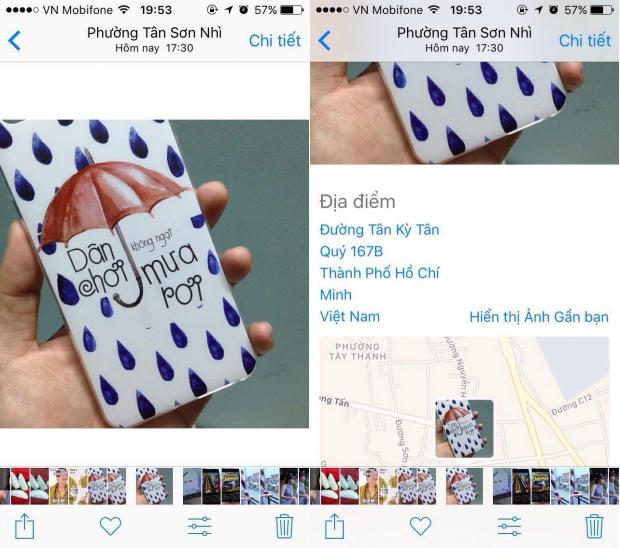 VN Mobifone 19:53 57%
Phường Tân Sơn Nhì
Hôm nay 17:30
Chi tiết
Dân
chơi
không ngại
mưa
rơi
VN Mobifone 19:53 57%
Phường Tân Sơn Nhì
Hôm nay 17:30
Chi tiết
Địa điểm
Đường Tân Kỳ Tân
Quý 167B
Thành Phố Hồ Chí
Minh
Việt Nam
Hiển thị Ảnh Gần bạn
PHƯỜNG
TÂY THẠNH
Đường Nguyễn H
ng Tấn
Đường C12
Đường Sơn